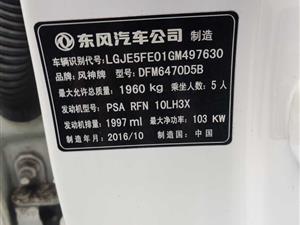 东风汽车公司 制造
车辆识别代号：LGJE5FE01GM497630
品牌：风神牌 型号：DFM6470D5B
最大允许总质量：1960 kg 乘坐人数：5 人
发动机型号：PSA RFN 10LH3X
发动机排量：1997 ml 最大净功率：103 KW
制造年月：2016/10 制造国：中国